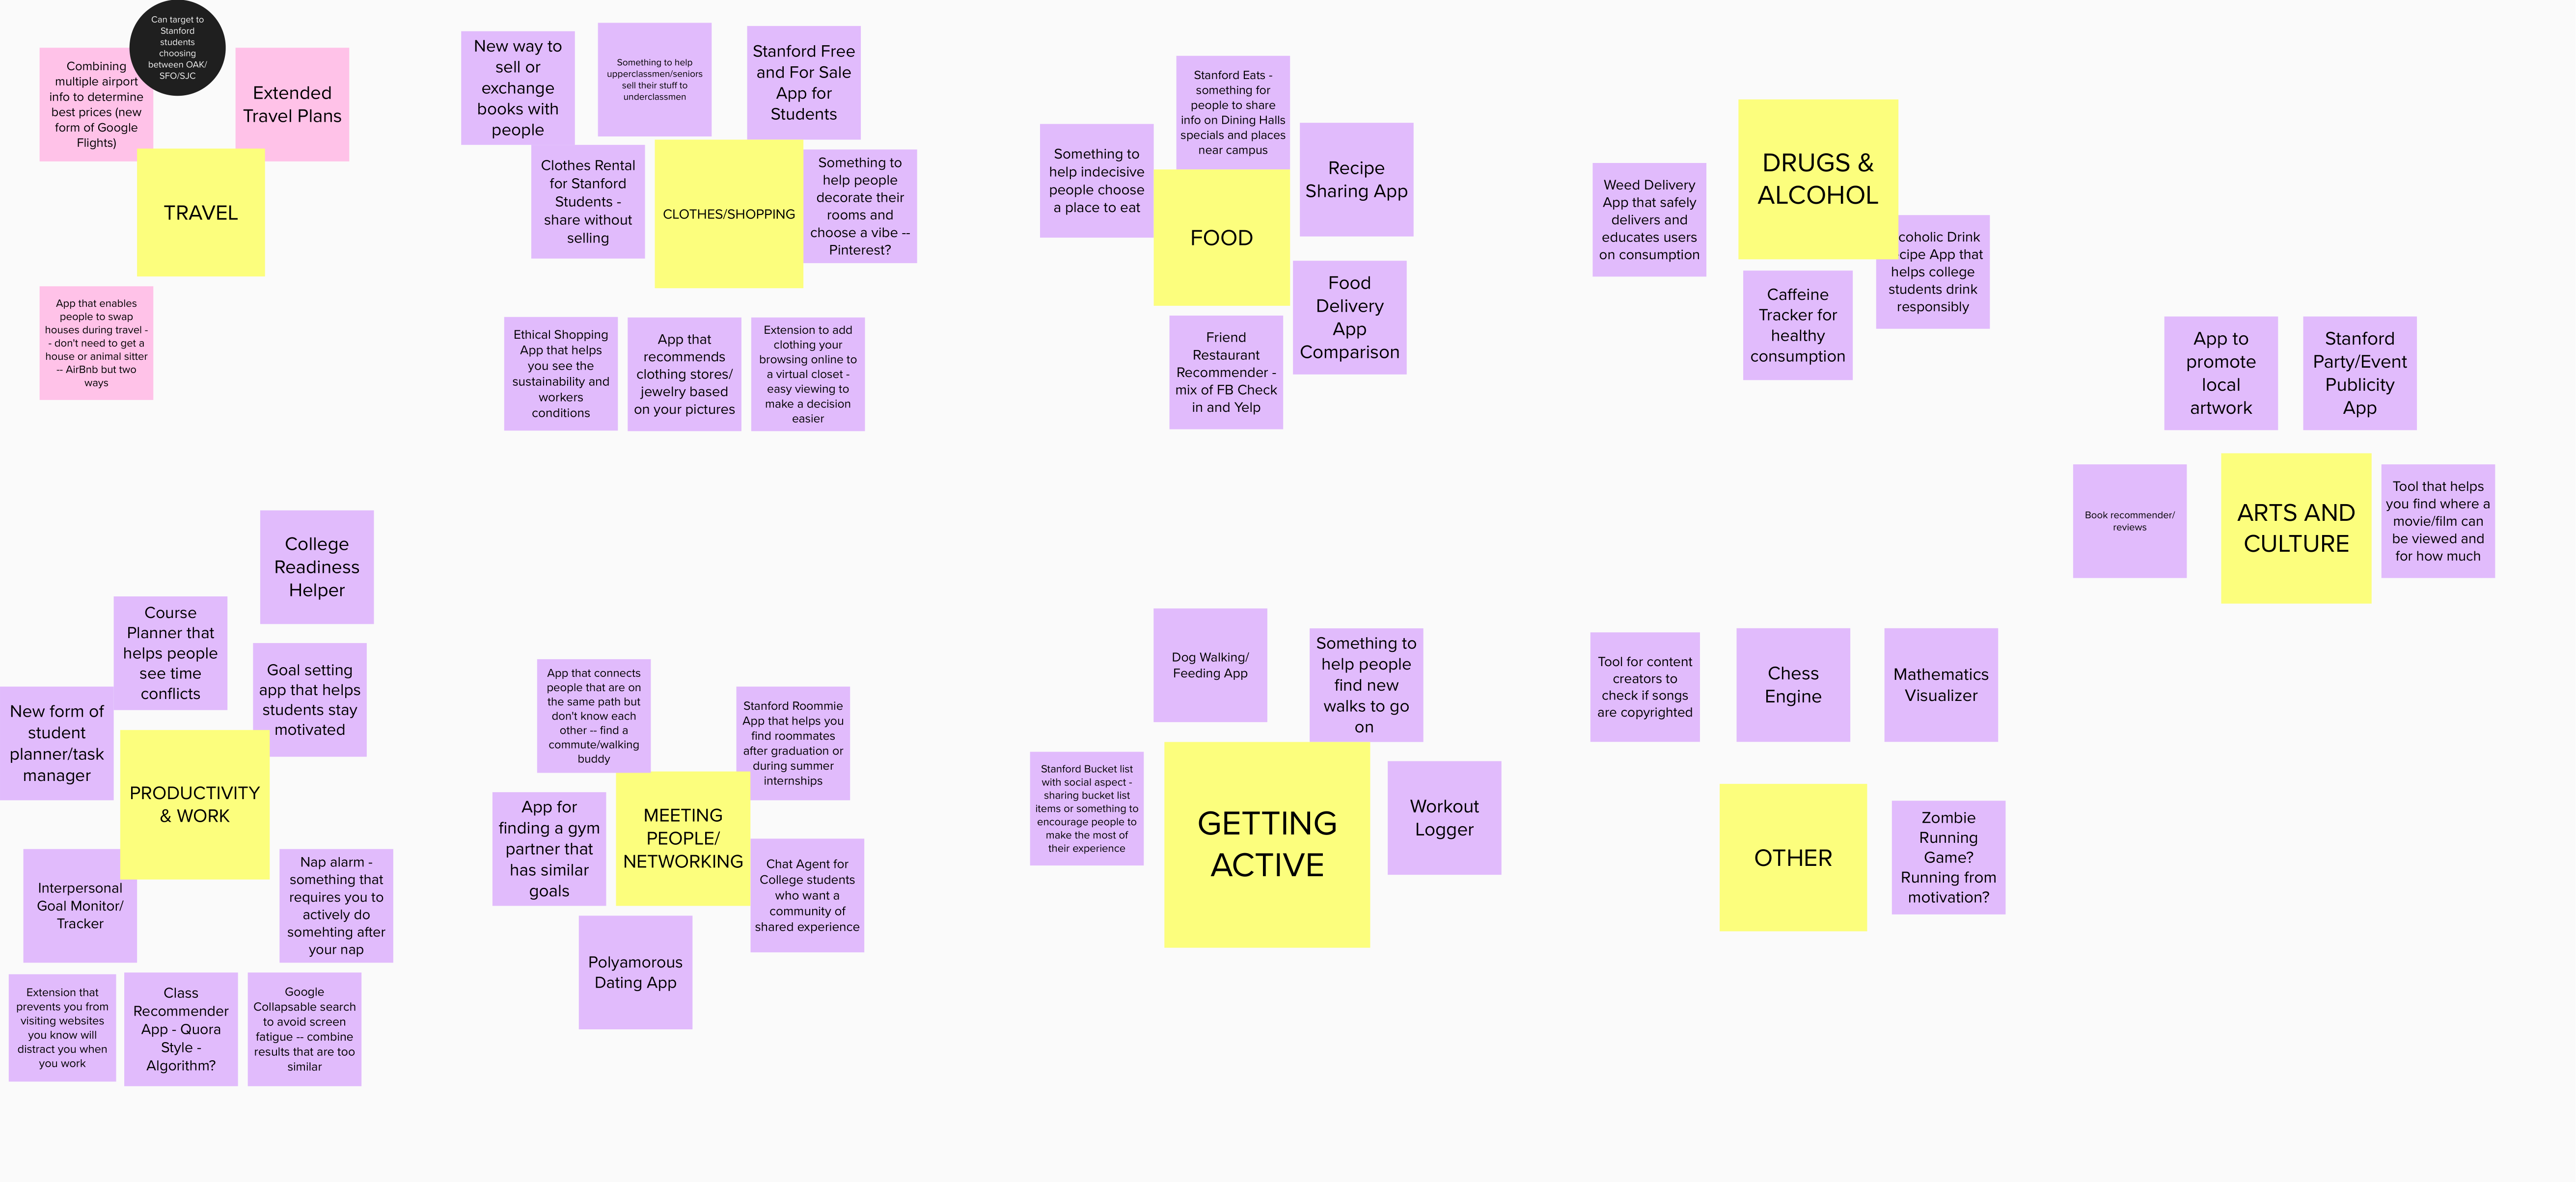 Can target to
Stanford
students
choosing
between OAK/
SFO/SJC
Combining
multiple airport
info to determine
best prices (new
form of Google
Flights)
Extended
Travel Plans
TRAVEL
App that enables
people to swap
houses during travel -
- don't need to get a
house or animal sitter
-- AirBnb but two
ways
New way to
sell or
exchange
books with
people
Something to help
upperclassmen/seniors
sell their stuff to
underclassmen
Stanford Free
and For Sale
App for
Students
Clothes Rental
for Stanford
Students -
share without
selling
CLOTHES/SHOPPING
Something to
help people
decorate their
rooms and
choose a vibe --
Pinterest?
Ethical Shopping
App that helps
you see the
sustainability and
workers
conditions
App that
recommends
clothing stores/
jewelry based
on your pictures
Extension to add
clothing your
browsing online to
a virtual closet -
easy viewing to
make a decision
easier
Stanford Eats -
something for
people to share
info on Dining Halls
specials and places
near campus
Something to
help indecisive
people choose
a place to eat
Recipe
Sharing App
FOOD
Food
Delivery
App
Comparison
Friend
Restaurant
Recommender -
mix of FB Check
in and Yelp
DRUGS &
ALCOHOL
Weed Delivery
App that safely
delivers and
educates users
on consumption
coholic Drink
cipe App that
helps college
students drink
responsibly
Caffeine
Tracker for
healthy
consumption
App to
promote
local
artwork
Stanford
Party/Event
Publicity
App
Book recommender/
reviews
ARTS AND
CULTURE
Tool that helps
you find where a
movie/film can
be viewed and
for how much
College
Readiness
Helper
Course
Planner that
helps people
see time
conflicts
Goal setting
app that helps
students stay
motivated
New form of
student
planner/task
manager
PRODUCTIVITY
& WORK
Interpersonal
Goal Monitor/
Tracker
Nap alarm -
something that
requires you to
actively do
somehting after
your nap
Extension that
prevents you from
visiting websites
you know will
distract you when
you work
Class
Recommender
App - Quora
Style -
Algorithm?
Google
Collapsable search
to avoid screen
fatigue -- combine
results that are too
similar
App that connects
people that are on
the same path but
don't know each
other -- find a
commute/walking
buddy
Stanford Roommie
App that helps you
find roommates
after graduation or
during summer
internships
App for
finding a gym
partner that
has similar
goals
MEETING
PEOPLE/
NETWORKING
Chat Agent for
College students
who want a
community of
shared experience
Polyamorous
Dating App
Dog Walking/
Feeding App
Something to
help people
find new
walks to go
on
Stanford Bucket list
with social aspect -
sharing bucket list
items or something to
encourage people to
make the most of
their experience
GETTING
ACTIVE
Workout
Logger
Tool for content
creators to
check if songs
are copyrighted
Chess
Engine
Mathematics
Visualizer
OTHER
Zombie
Running
Game?
Running from
motivation?